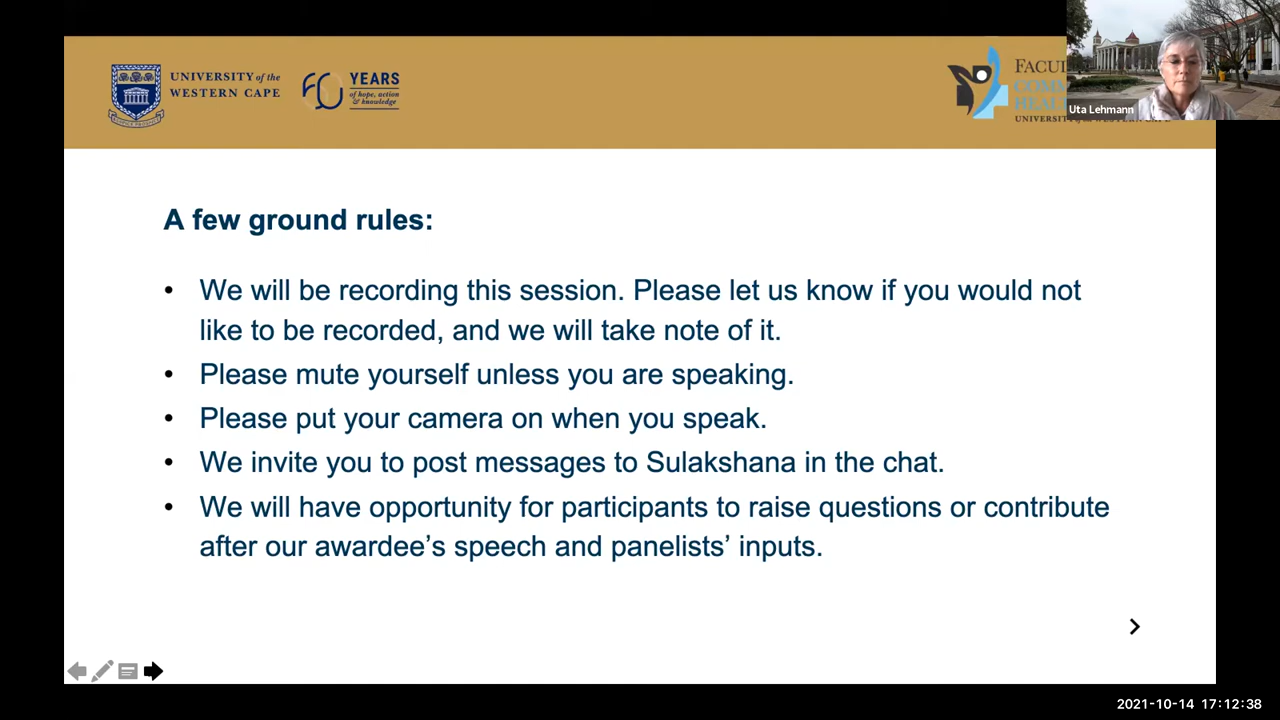 UNIVERSITY of the
WESTERN CAPE
60 YEARS
of hope, action
& knowledge
Uta Lehmann
A few ground rules:
• We will be recording this session. Please let us know if you would not
like to be recorded, and we will take note of it.
• Please mute yourself unless you are speaking.
• Please put your camera on when you speak.
• We invite you to post messages to Sulakshana in the chat.
• We will have opportunity for participants to raise questions or contribute
after our awardee’s speech and panelists’ inputs.
2021-10-14 17:12:38